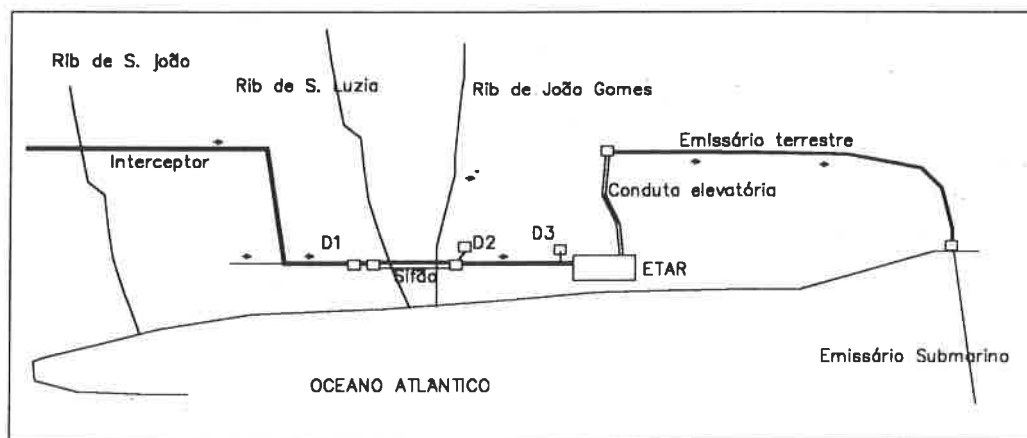 Rib de S. João
Rib de S. Luzia
Rib de João Gomes
Emissário terrestre
Interceptor
Conduta elevatória
D1
D2
D3
Sifão
ETAR
Emissário Submarino
OCEANO ATLÂNTICO